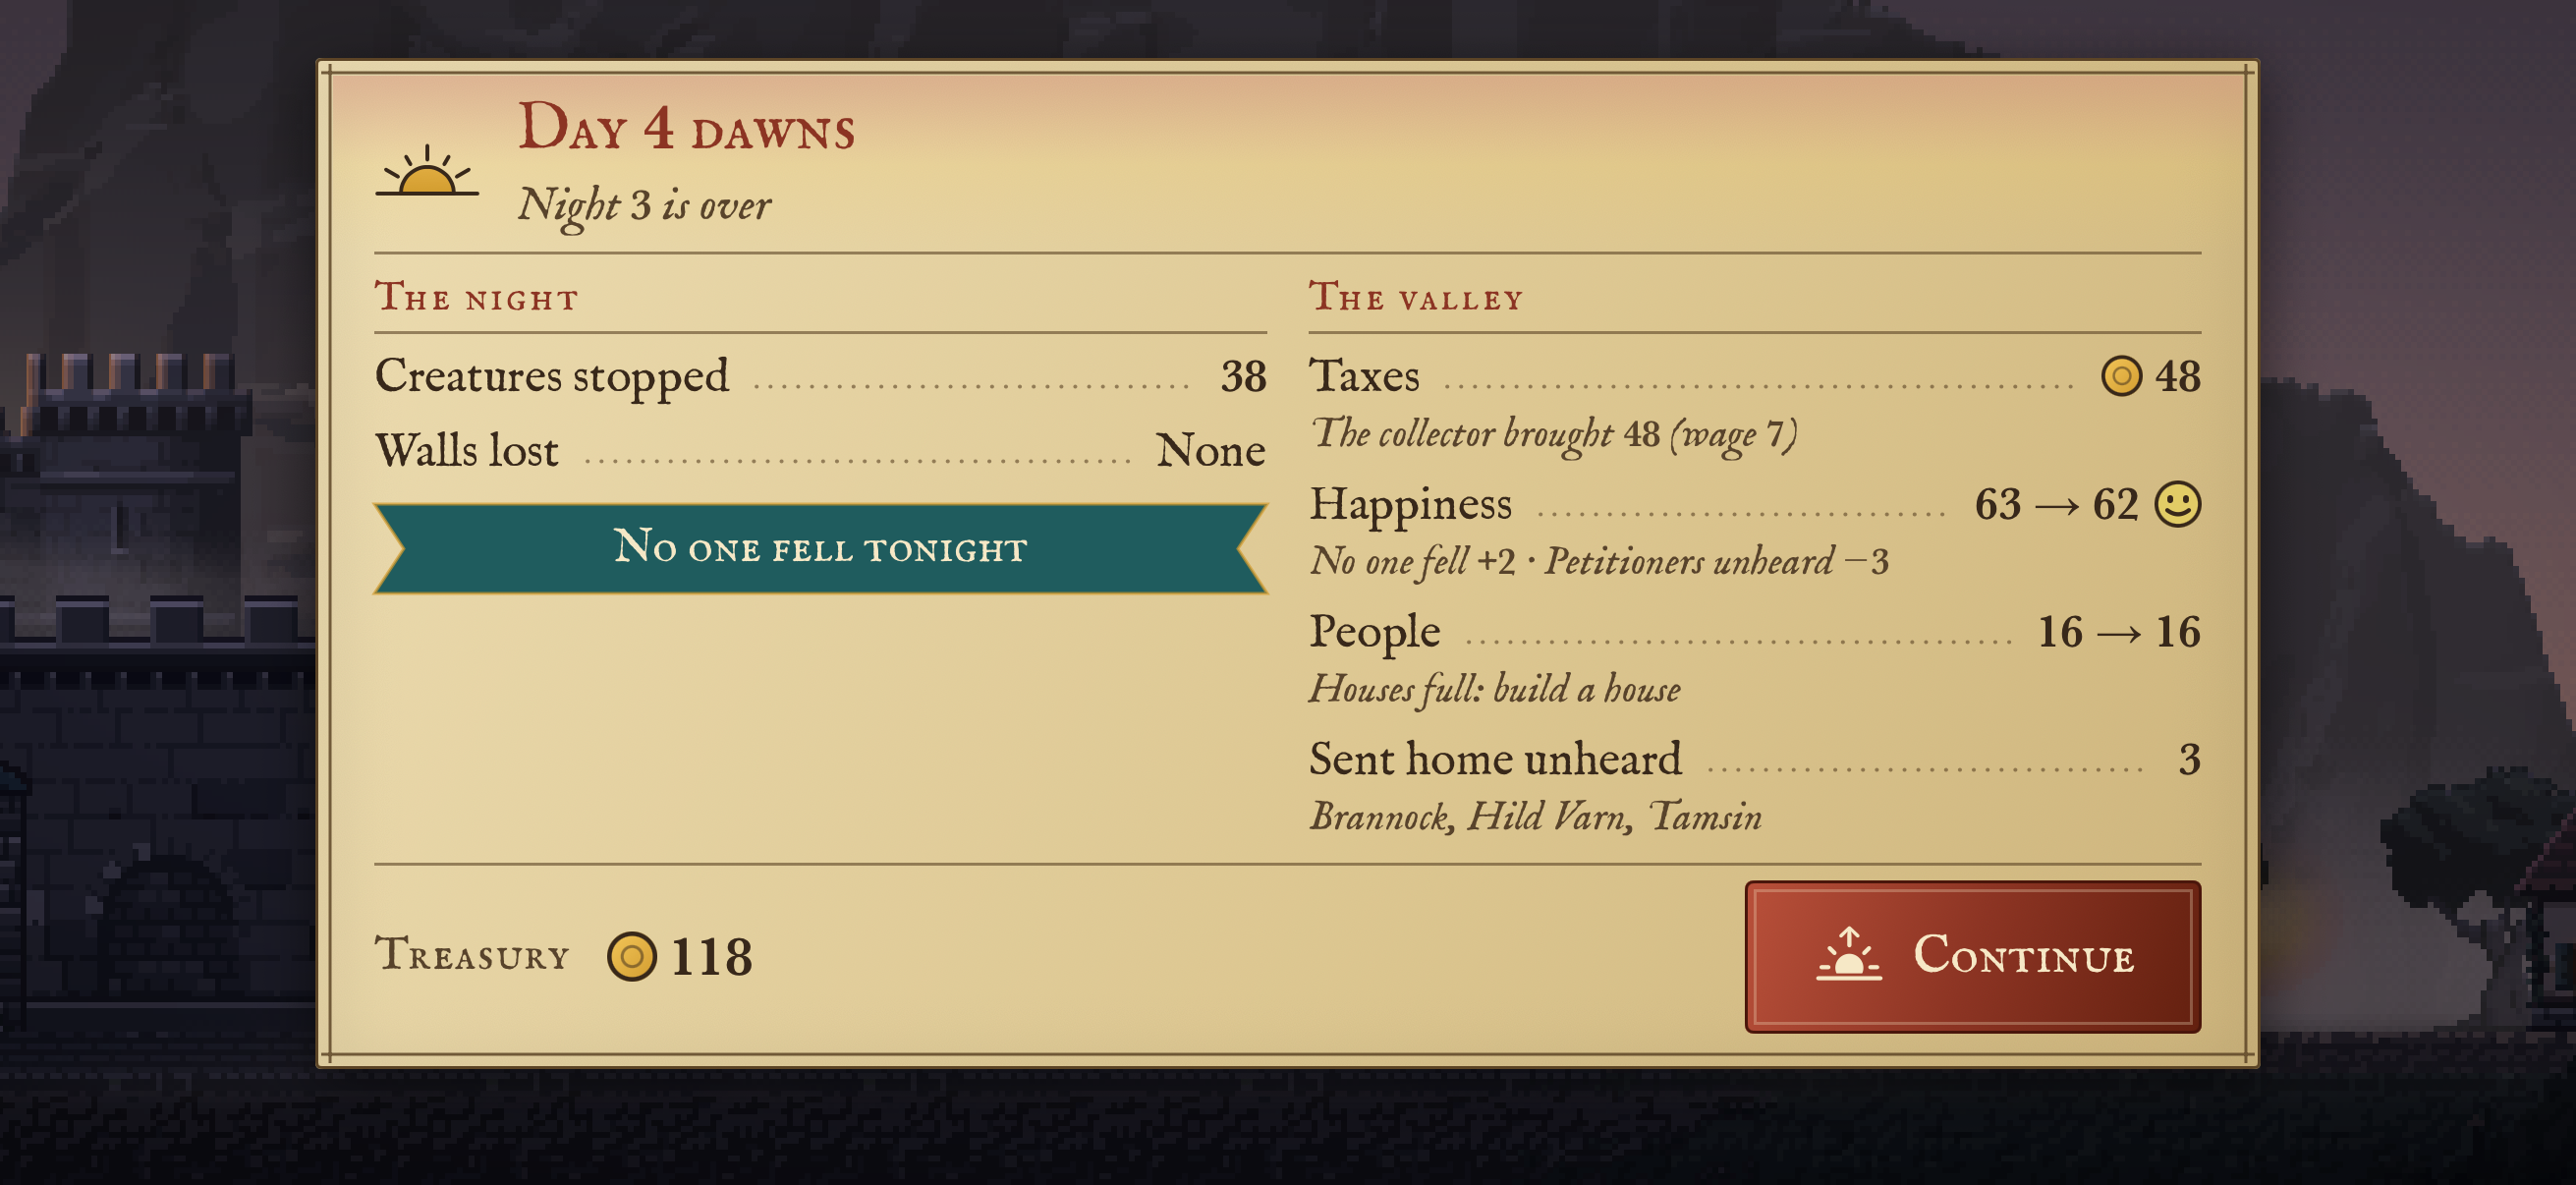 Day 4 dawns
Night 3 is over
The night
Creatures stopped 38
Walls lost None
No one fell tonight
The valley
Taxes 48
The collector brought 48 (wage 7)
Happiness 63 → 62
No one fell +2 · Petitioners unheard −3
People 16 → 16
Houses full: build a house
Sent home unheard 3
Brannock, Hild Varn, Tamsin
Treasury 118
Continue